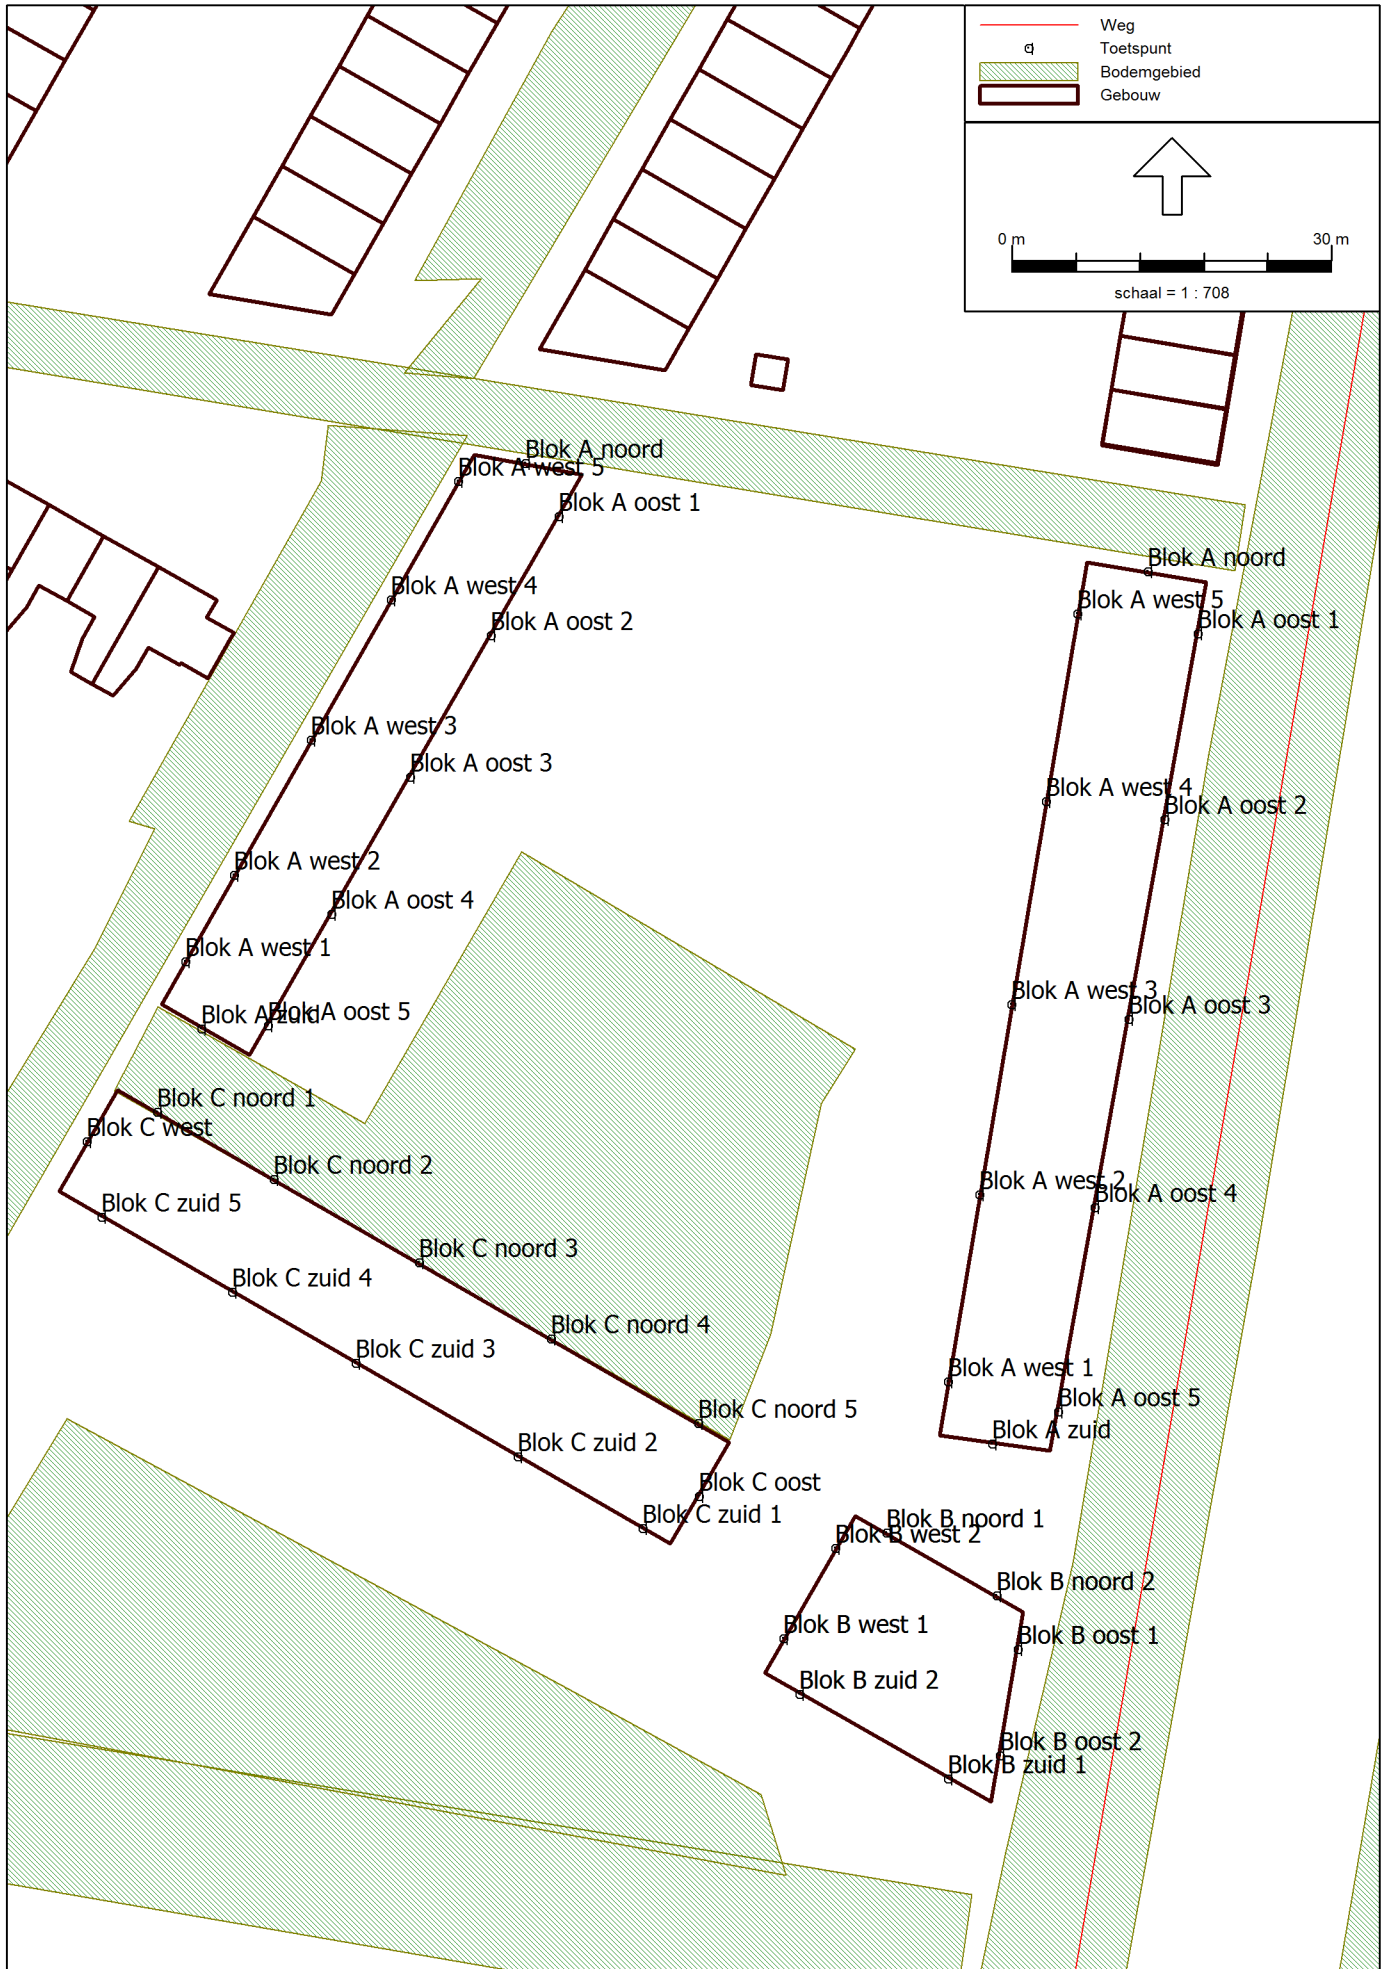 Weg
Toetspunt
Bodemgebied
Gebouw
0 m 30 m
schaal = 1 : 708
Blok A noord
Blok A west 5
Blok A oost 1
Blok A noord
Blok A west 4
Blok A west 5
Blok A oost 2
Blok A oost 1
Blok A west 3
Blok A oost 3
Blok A west 4
Blok A oost 2
Blok A west 2
Blok A oost 4
Blok A west 1
Blok A west 3
Blok A oost 3
Blok A zuid
Blok A oost 5
Blok C noord 1
Blok C west
Blok C noord 2
Blok A west 2
Blok A oost 4
Blok C zuid 5
Blok C noord 3
Blok C zuid 4
Blok C noord 4
Blok C zuid 3
Blok A west 1
Blok A oost 5
Blok C noord 5
Blok A zuid
Blok C zuid 2
Blok C oost
Blok C zuid 1
Blok B noord 1
Blok B west 2
Blok B noord 2
Blok B west 1
Blok B oost 1
Blok B zuid 2
Blok B oost 2
Blok B zuid 1